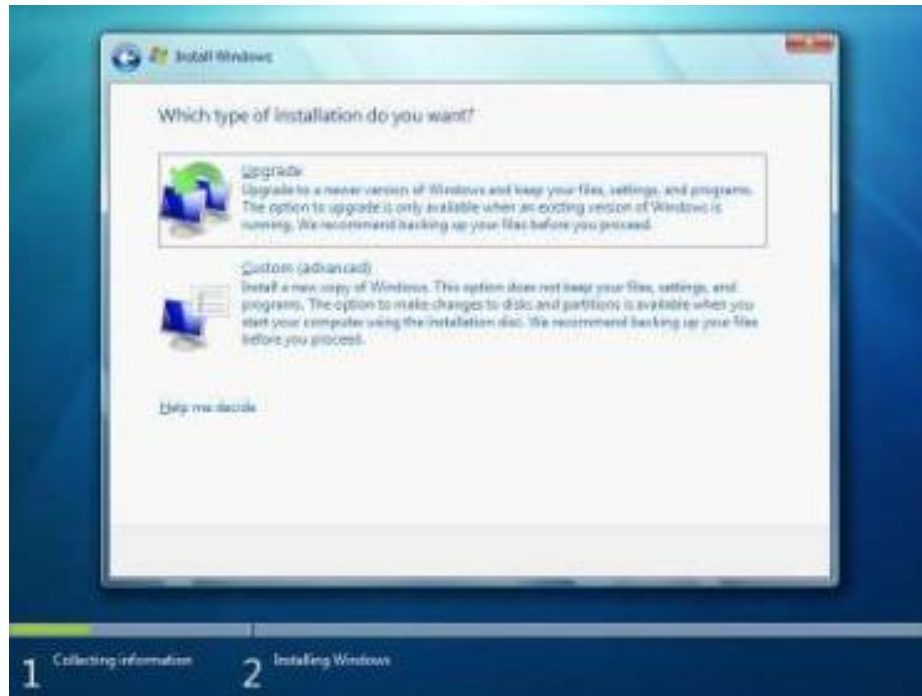 Install Windows
Which type of installation do you want?
Upgrade
Upgrade to a newer version of Windows and keep your files, settings, and programs.
The option to upgrade is only available when an existing version of Windows is
running. We recommend backing up your files before you proceed.
Custom (advanced)
Install a new copy of Windows. This option does not keep your files, settings, and
programs. The option to make changes to disks and partitions is available when you
start your computer using the installation disc. We recommend backing up your files
before you proceed.
Help me decide
1 Collecting information
2 Installing Windows